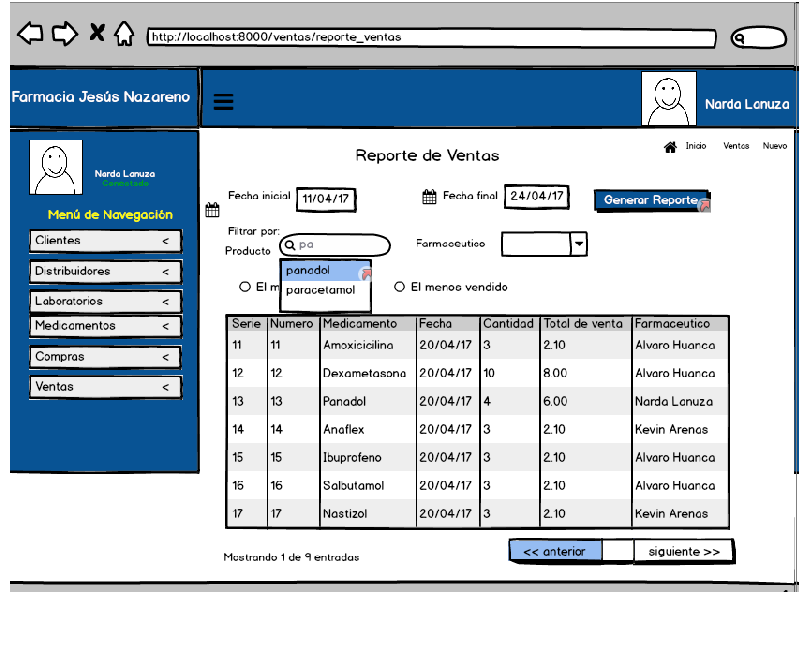 http://localhost:8000/ventas/reporte_ventas
Farmacia Jesús Nazareno
Narda Lanuza
Narda Lanuza
Conectado
Menú de Navegación
Clientes <
Distribuidores <
Laboratorios <
Medicamentos <
Compras <
Ventas <
Inicio Ventas Nuevo
Reporte de Ventas
Fecha inicial 11/04/17 Fecha final 24/04/17 Generar Reporte
Filtrar por:
Producto pa Farmaceutico
panadol
paracetamol
El m El menos vendido
Serie Numero Medicamento Fecha Cantidad Total de venta Farmaceutico
11 11 Amoxicicilina 20/04/17 3 2.10 Alvaro Huanca
12 12 Dexametasona 20/04/17 10 8.00 Alvaro Huanca
13 13 Panadol 20/04/17 4 6.00 Narda Lanuza
14 14 Anaflex 20/04/17 3 2.10 Kevin Arenas
15 15 Ibuprofeno 20/04/17 3 2.10 Alvaro Huanca
16 16 Salbutamol 20/04/17 3 2.10 Alvaro Huanca
17 17 Nastizol 20/04/17 3 2.10 Kevin Arenas
Mostrando 1 de 9 entradas
<< anterior siguiente >>